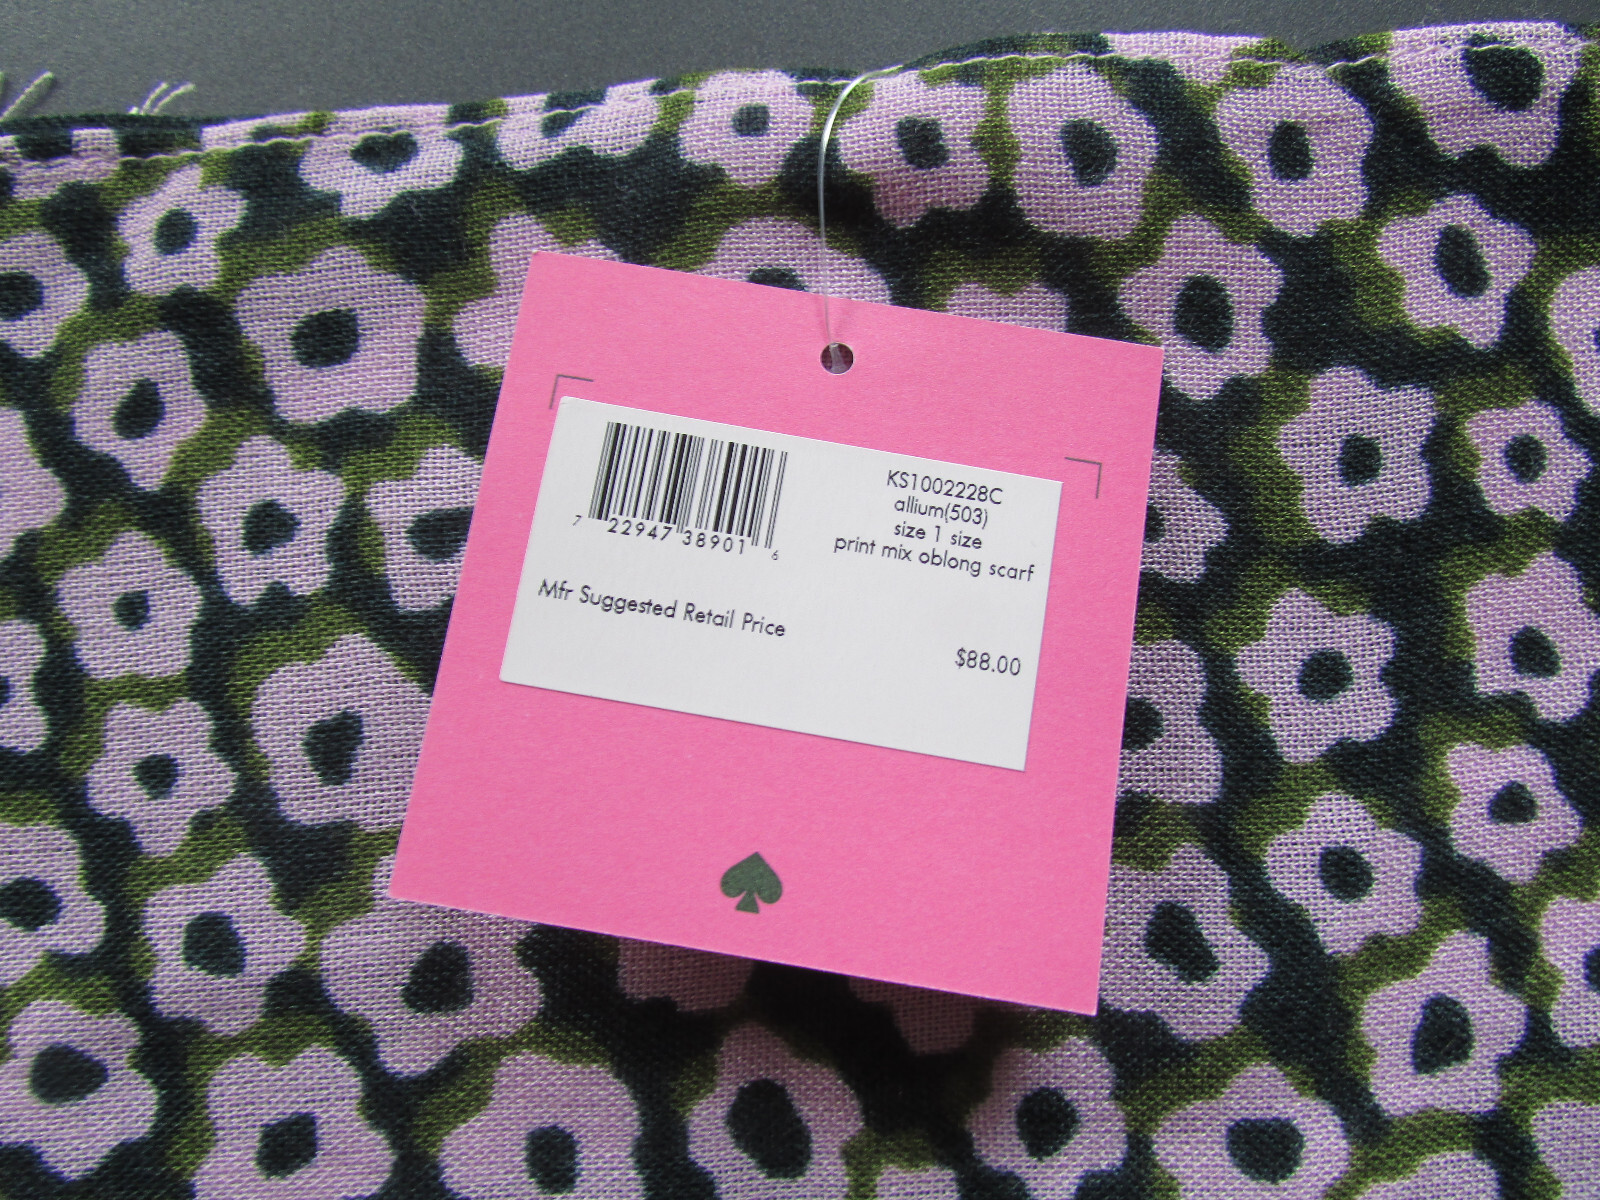 KS1002228C
allium(503)
size 1 size
print mix oblong scarf
7 22947 38901 6
Mfr Suggested Retail Price
$88.00